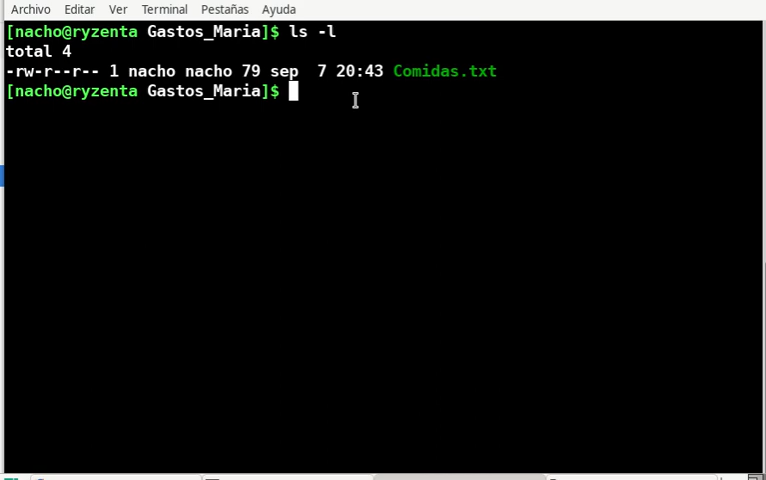 Archivo Editar Ver Terminal Pestañas Ayuda
[nacho@ryzenta Gastos_Maria]$ ls -l
total 4
-rw-r--r-- 1 nacho nacho 79 sep  7 20:43 Comidas.txt
[nacho@ryzenta Gastos_Maria]$